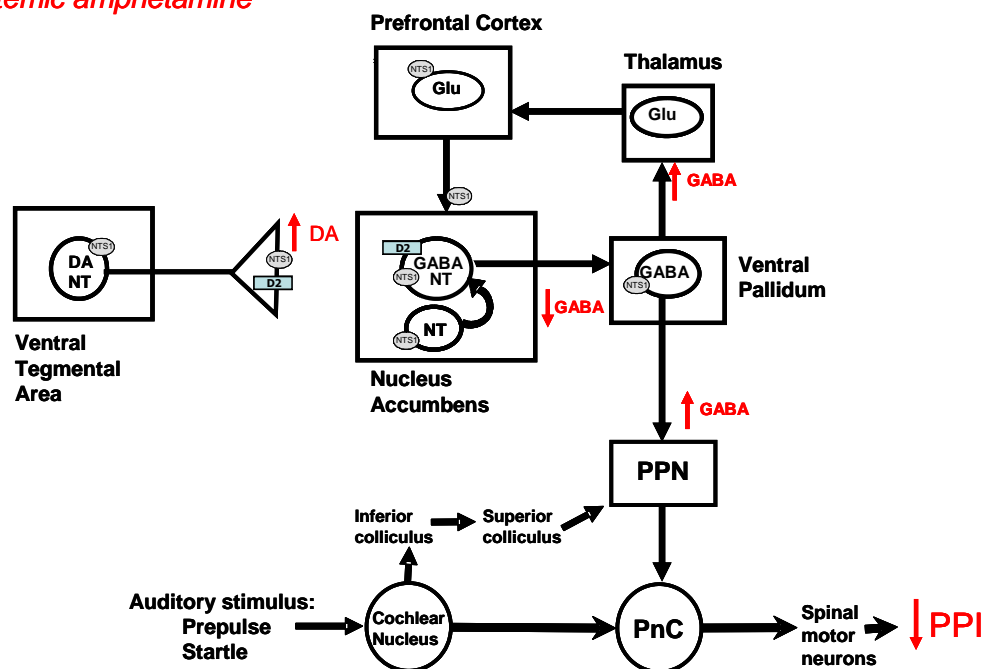 amphetamine
Prefrontal Cortex
NTS1
Glu
Thalamus
Glu
GABA
NTS1
DA
NT
NTS1
DA
NTS1
D2
Ventral
Tegmental
Area
D2
GABA
NT
NTS1
NT
NTS1
GABA
Nucleus
Accumbens
GABA
NTS1
Ventral
Pallidum
GABA
PPN
Inferior
colliculus
Superior
colliculus
Auditory stimulus:
Prepulse
Startle
Cochlear
Nucleus
PnC
Spinal
motor
neurons
PPI